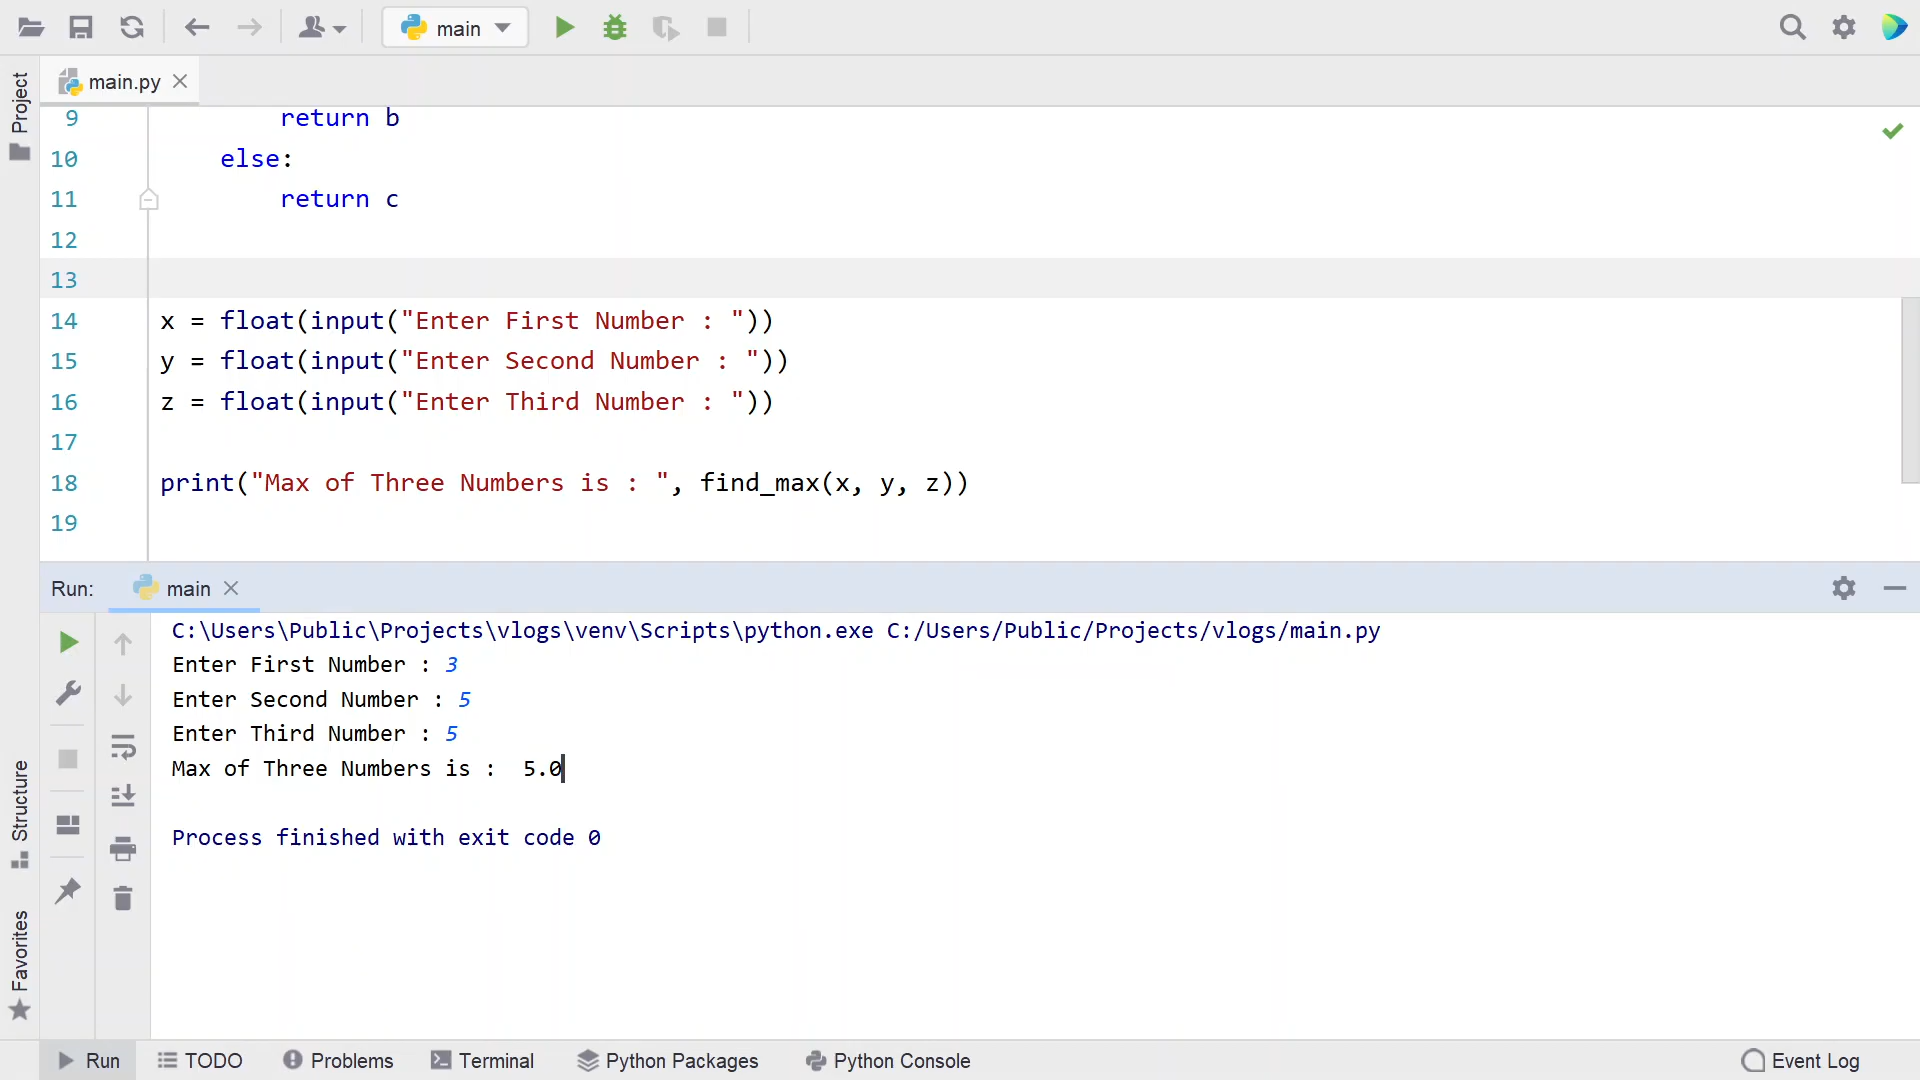 main
Project
main.py
9 return b
10 else:
11 return c
12
13
14 x = float(input("Enter First Number : "))
15 y = float(input("Enter Second Number : "))
16 z = float(input("Enter Third Number : "))
17
18 print("Max of Three Numbers is : ", find_max(x, y, z))
19
Run: main
C:\Users\Public\Projects\vlogs\venv\Scripts\python.exe C:/Users/Public/Projects/vlogs/main.py
Enter First Number : 3
Enter Second Number : 5
Enter Third Number : 5
Max of Three Numbers is :  5.0
Process finished with exit code 0
Structure
Favorites
Run TODO Problems Terminal Python Packages Python Console Event Log